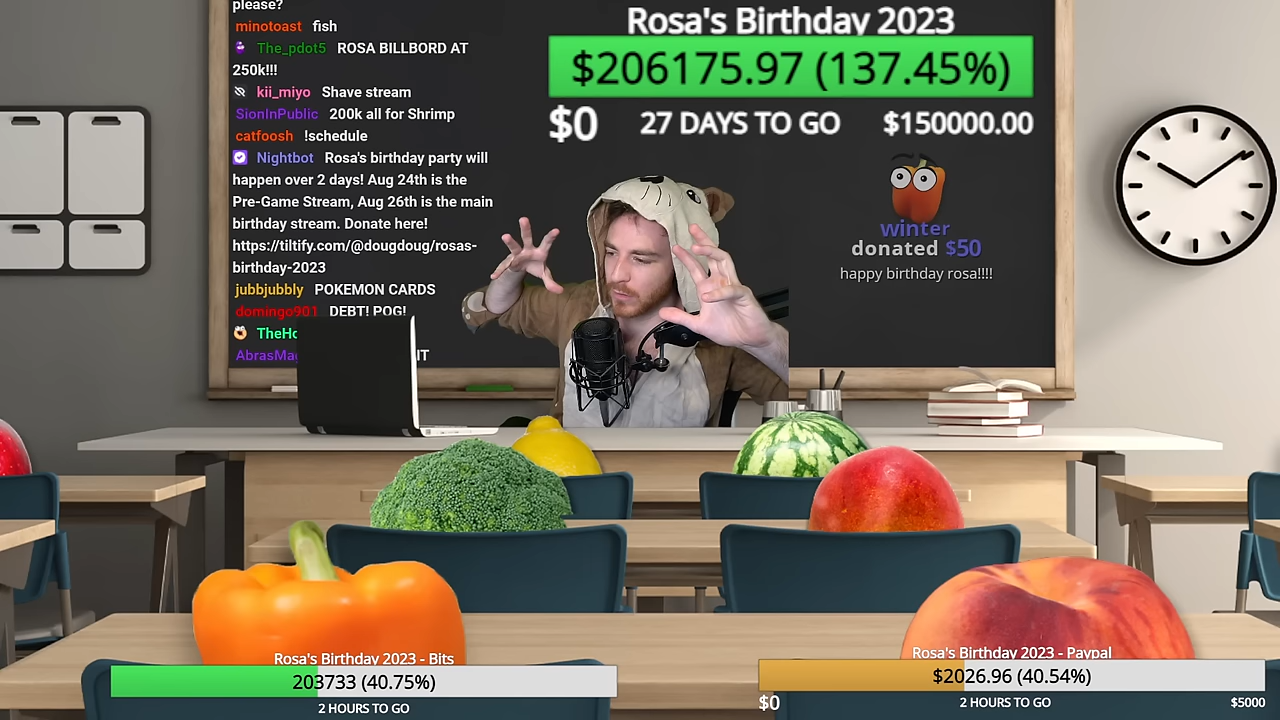 please?
minotoast fish
The_pdot5 ROSA BILLBORD AT
250k!!!
kii_miyo Shave stream
SionInPublic 200k all for Shrimp
catfoosh !schedule
Nightbot Rosa's birthday party will
happen over 2 days! Aug 24th is the
Pre-Game Stream, Aug 26th is the main
birthday stream. Donate here!
https://tiltify.com/@dougdoug/rosas-
birthday-2023
jubbjubbly POKEMON CARDS
domingo901 DEBT! POG!
Rosa's Birthday 2023
$206175.97 (137.45%)
$0 27 DAYS TO GO $150000.00
winter
donated $50
happy birthday rosa!!!!
Rosa's Birthday 2023 - Bits
203733 (40.75%)
2 HOURS TO GO
Rosa's Birthday 2023 - Paypal
$2026.96 (40.54%)
$0 2 HOURS TO GO $5000